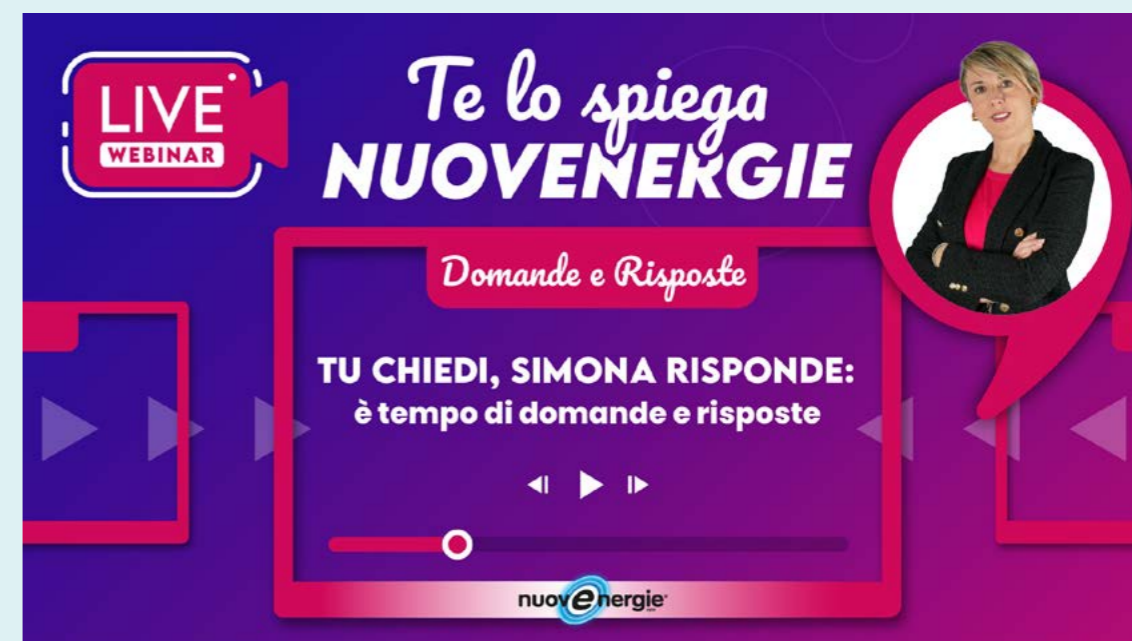 LIVE
WEBINAR
Te lo spiega
NUOVENERGIE
Domande e Risposte
TU CHIEDI, SIMONA RISPONDE:
è tempo di domande e risposte
nuovenergie